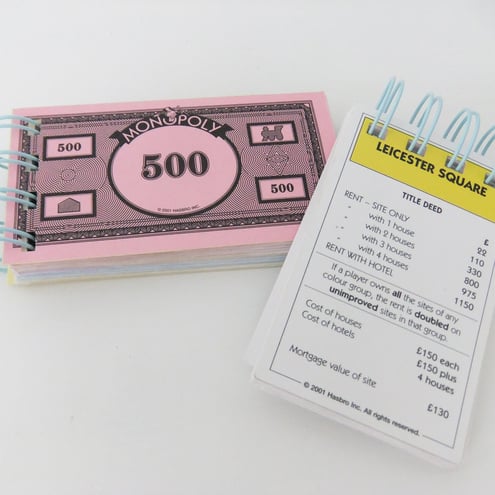 MONOPOLY
500
500
500
© 2001 HASBRO INC.
LEICESTER SQUARE
TITLE DEED
£
RENT – SITE ONLY 22
" with 1 house 110
" with 2 houses 330
" with 3 houses 800
" with 4 houses 975
RENT WITH HOTEL 1150
If a player owns all the sites of any
colour group, the rent is doubled on
unimproved sites in that group.
Cost of houses £150 each
Cost of hotels £150 plus
4 houses
Mortgage value of site £130
© 2001 Hasbro Inc. All rights reserved.